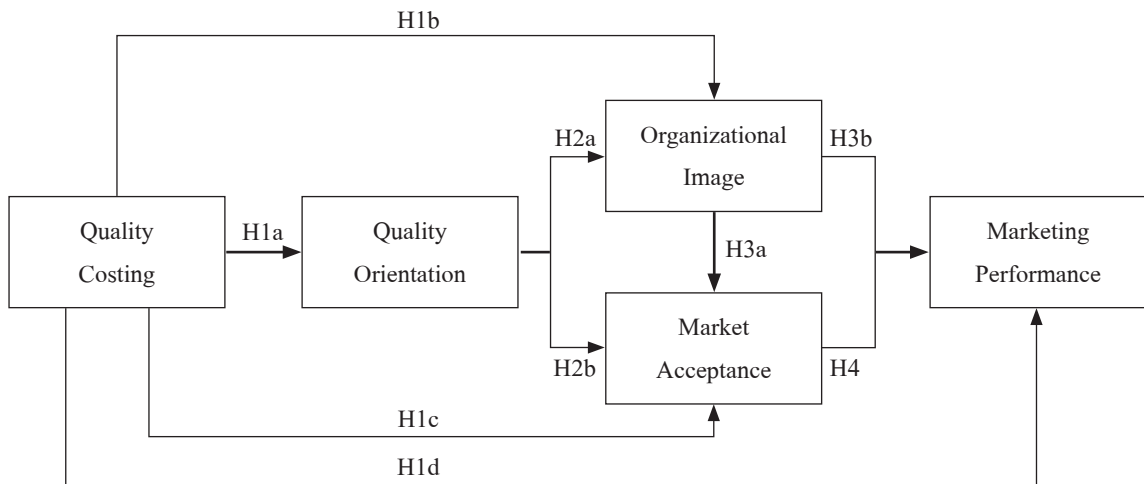 H1b
Organizational
Image
H2a
H3b
Quality
Costing
H1a
Quality
Orientation
H3a
Marketing
Performance
Market
Acceptance
H2b
H4
H1c
H1d